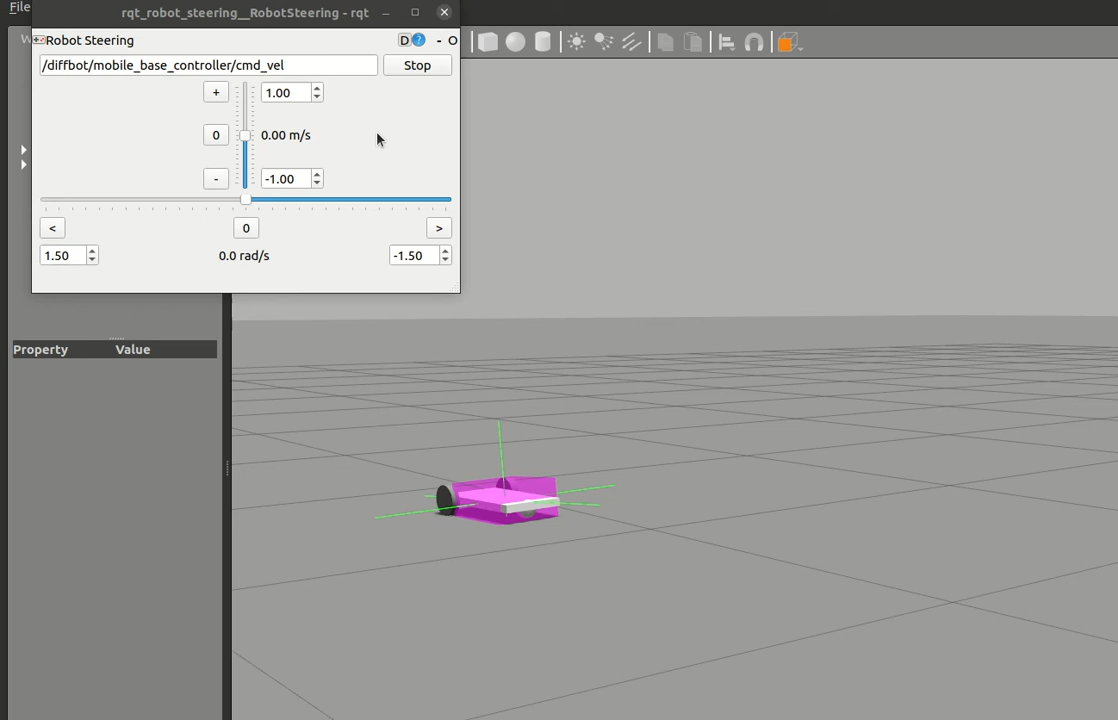 File
rqt_robot_steering__RobotSteering - rqt
Robot Steering
D
?
- O
/diffbot/mobile_base_controller/cmd_vel
Stop
+
1.00
0
0.00 m/s
-
-1.00
<
0
>
1.50
0.0 rad/s
-1.50
Property
Value